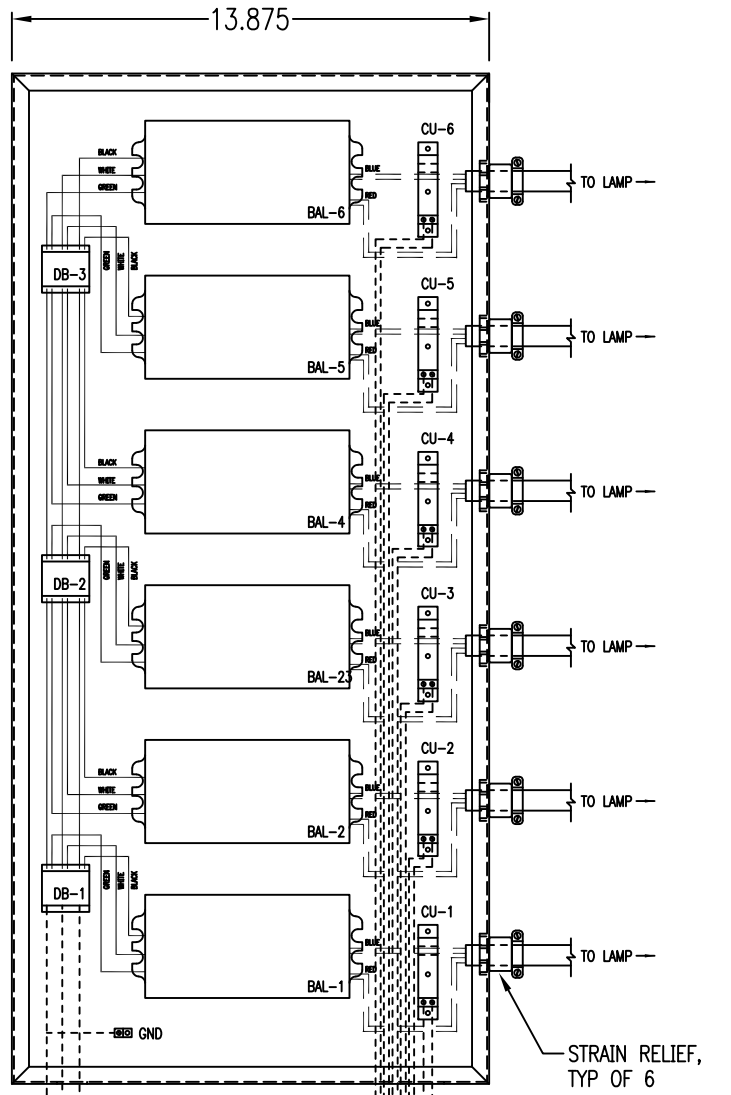 13.875
CU-6
BLACK
WHITE
GREEN
BLUE
RED
BAL-6
TO LAMP
DB-3
GREEN
WHITE
BLACK
CU-5
BLUE
RED
BAL-5
TO LAMP
CU-4
BLACK
WHITE
GREEN
BLUE
RED
BAL-4
TO LAMP
DB-2
GREEN
WHITE
BLACK
CU-3
BLUE
RED
BAL-23
TO LAMP
CU-2
BLACK
WHITE
GREEN
BLUE
RED
BAL-2
TO LAMP
DB-1
GREEN
WHITE
BLACK
CU-1
BLUE
RED
BAL-1
TO LAMP
GND
STRAIN RELIEF,
TYP OF 6